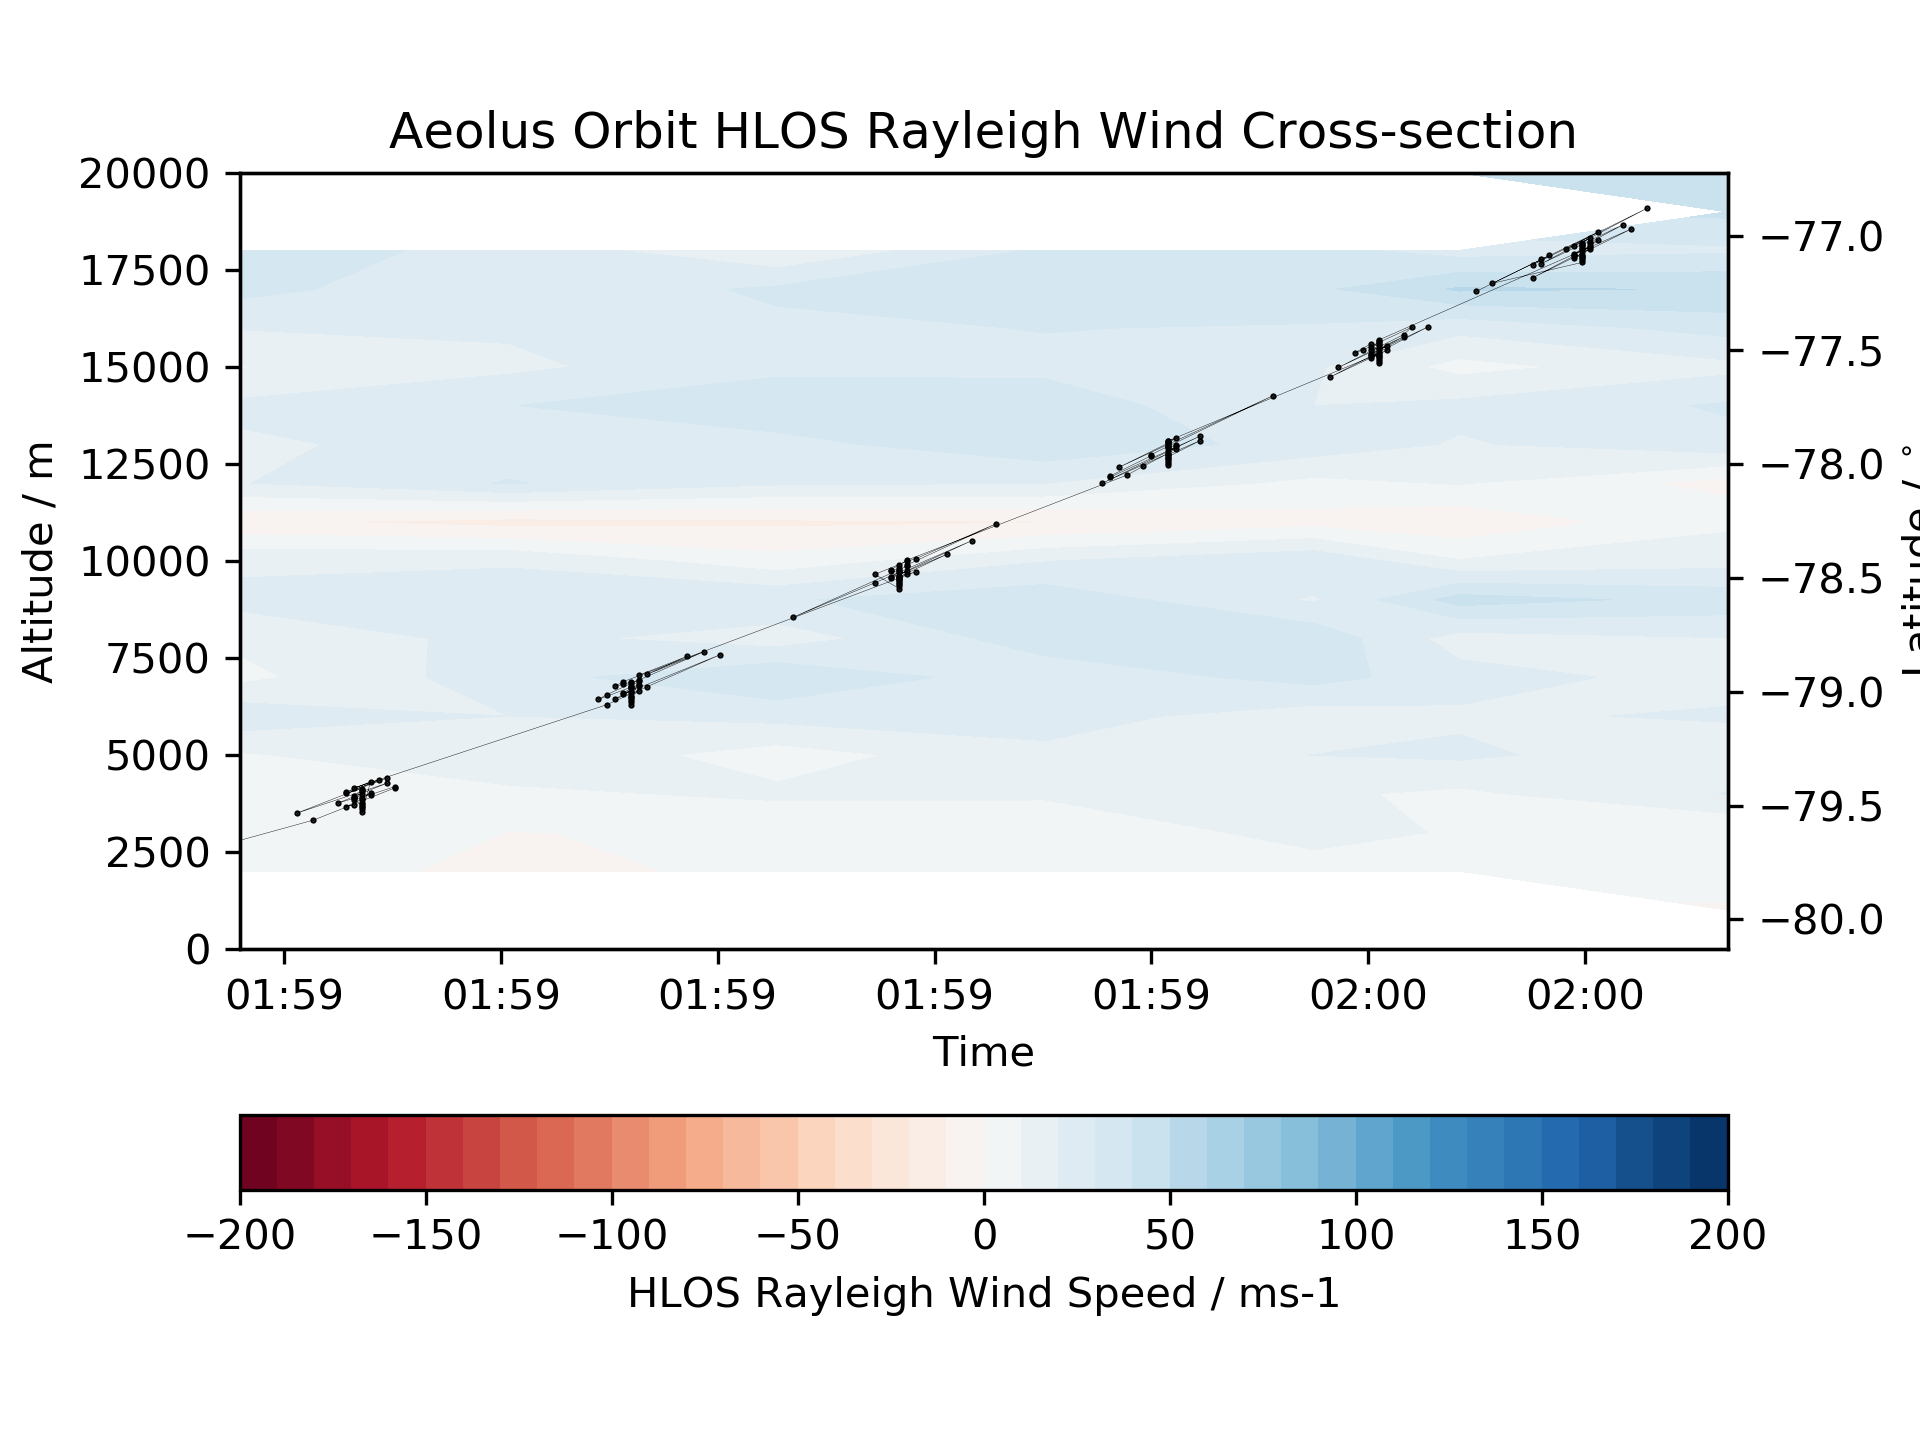 Aeolus Orbit HLOS Rayleigh Wind Cross-section
20000
17500
15000
12500
10000
7500
5000
2500
0
Altitude / m
−77.0
−77.5
−78.0
−78.5
−79.0
−79.5
−80.0
Latitude / °
01:59 01:59 01:59 01:59 01:59 02:00 02:00
Time
−200 −150 −100 −50 0 50 100 150 200
HLOS Rayleigh Wind Speed / ms-1